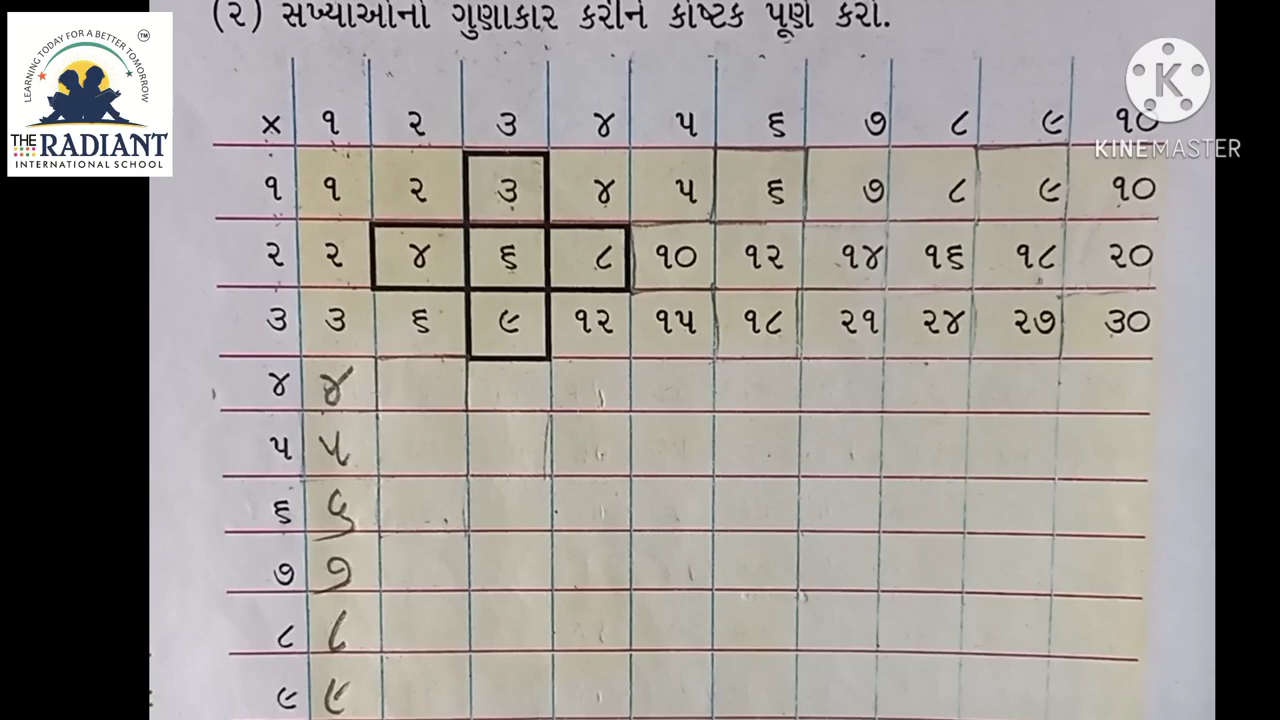 LEARNING TODAY FOR A BETTER TOMORROW
TM
THE RADIANT
INTERNATIONAL SCHOOL
K
KINEMASTER
(૨) સંખ્યાઓનો ગુણાકાર કરીને કોષ્ટક પૂર્ણ કરો.
× ૧ ૨ ૩ ૪ ૫ ૬ ૭ ૮ ૯ ૧૦
૧ ૧ ૨ ૩ ૪ ૫ ૬ ૭ ૮ ૯ ૧૦
૨ ૨ ૪ ૬ ૮ ૧૦ ૧૨ ૧૪ ૧૬ ૧૮ ૨૦
૩ ૩ ૬ ૯ ૧૨ ૧૫ ૧૮ ૨૧ ૨૪ ૨૭ ૩૦
૪ ૪
૫ ૫
૬ ૬
૭ ૭
૮ ૮
૯ ૯